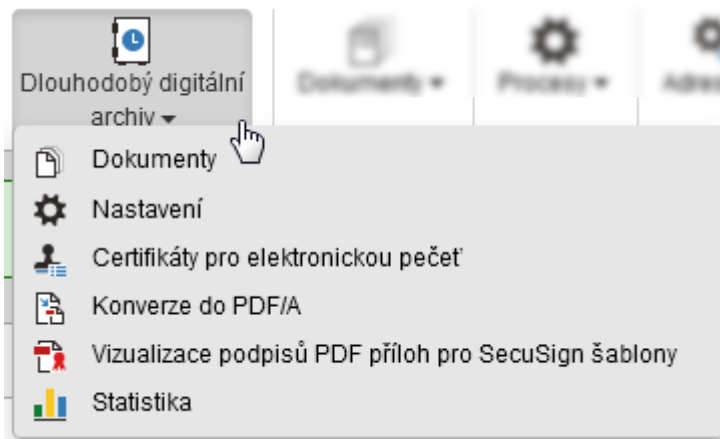 Dlouhodobý digitální
archiv
Dokumenty
Procesy
Dokumenty
Nastavení
Certifikáty pro elektronickou pečeť
Konverze do PDF/A
Vizualizace podpisů PDF příloh pro SecuSign šablony
Statistika